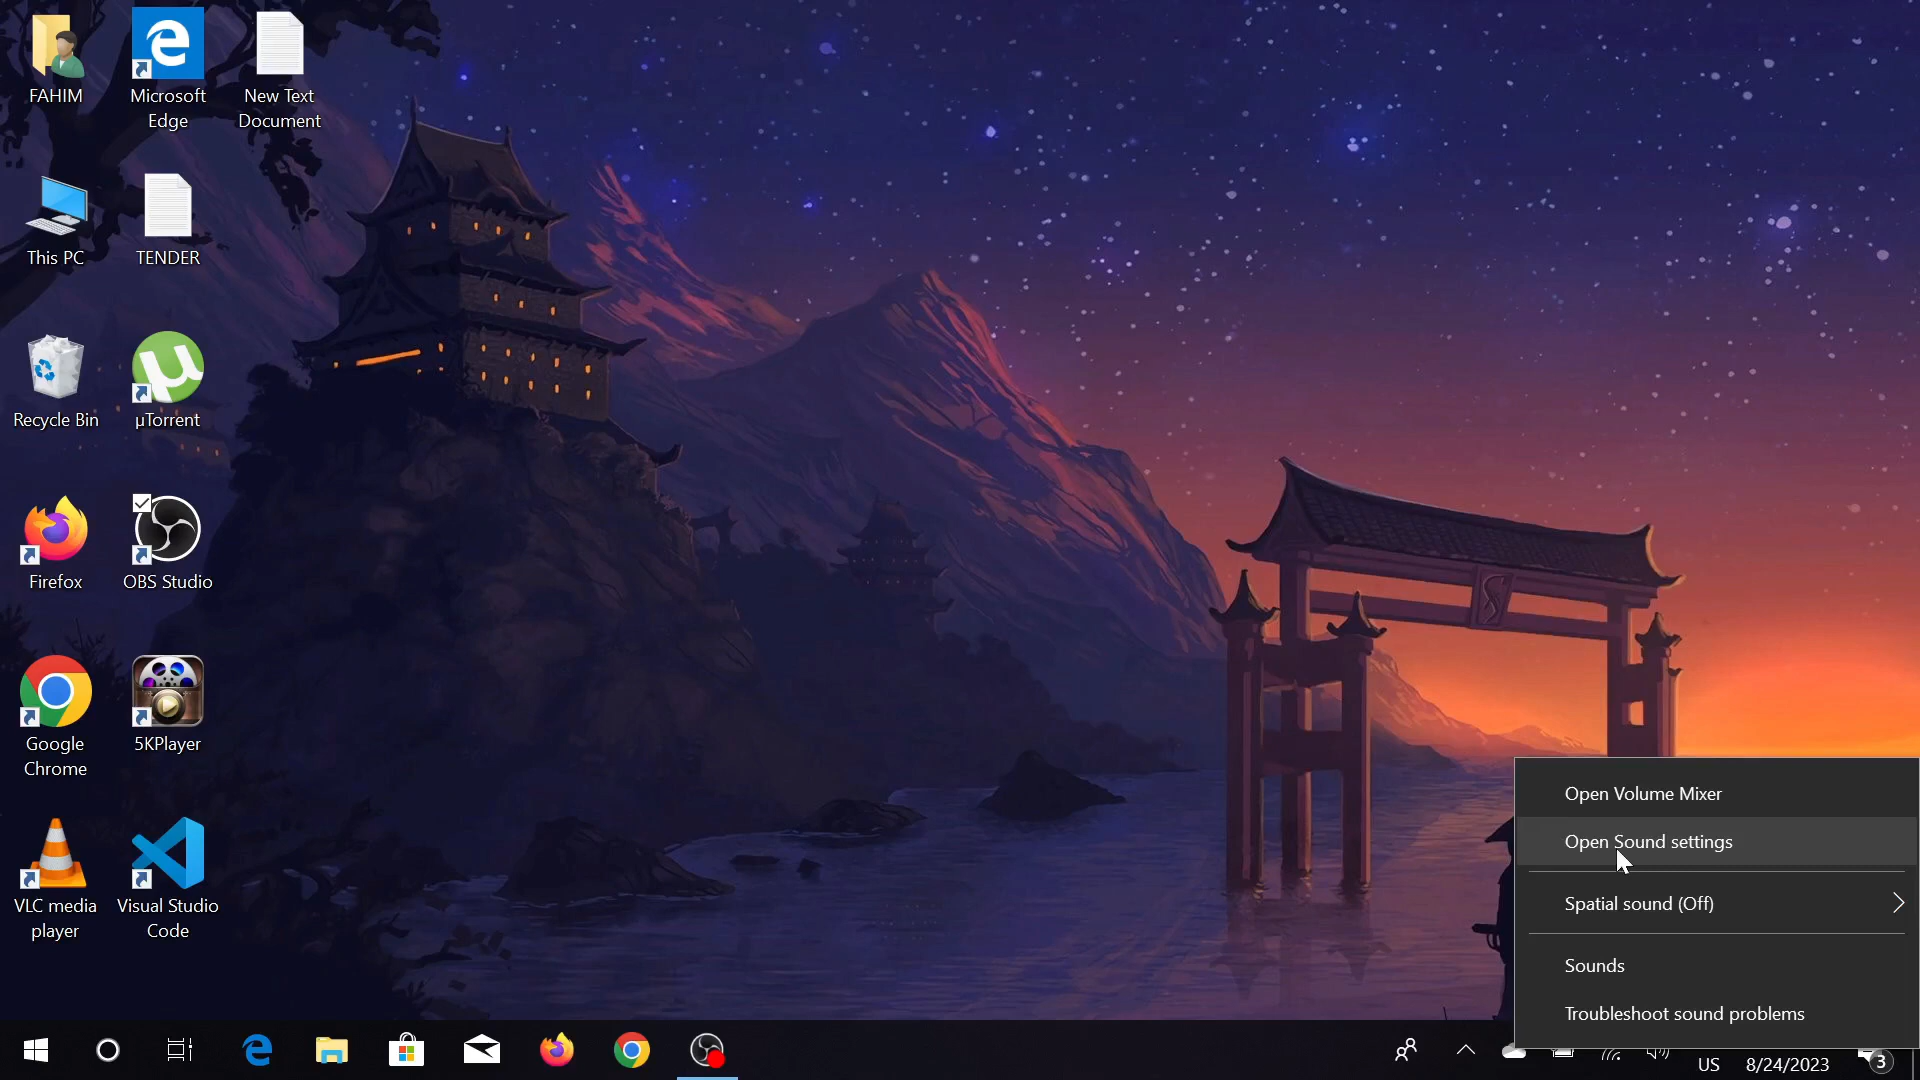 FAHIM
Microsoft
Edge
New Text
Document
This PC
TENDER
Recycle Bin
µTorrent
Firefox
OBS Studio
Google
Chrome
5KPlayer
VLC media
player
Visual Studio
Code
Open Volume Mixer
Open Sound settings
Spatial sound (Off)
Sounds
Troubleshoot sound problems
US
8/24/2023
3